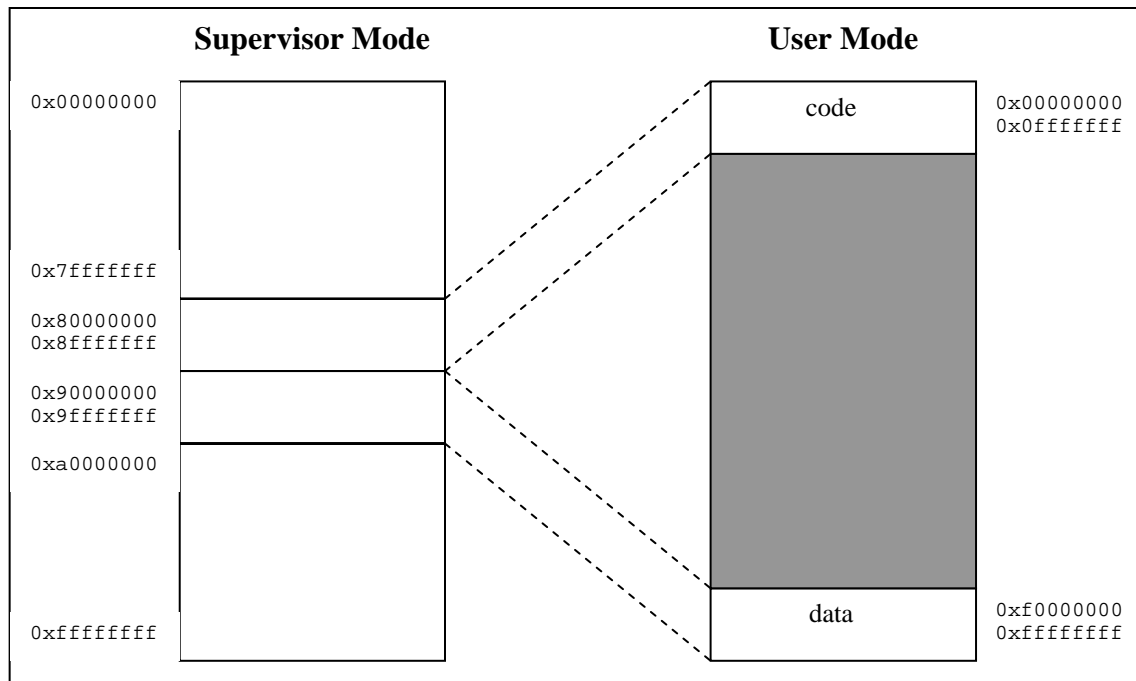 Supervisor Mode
User Mode
0x00000000
0x7fffffff
0x80000000
0x8fffffff
0x90000000
0x9fffffff
0xa0000000
0xffffffff
code
0x00000000
0x0fffffff
data
0xf0000000
0xffffffff